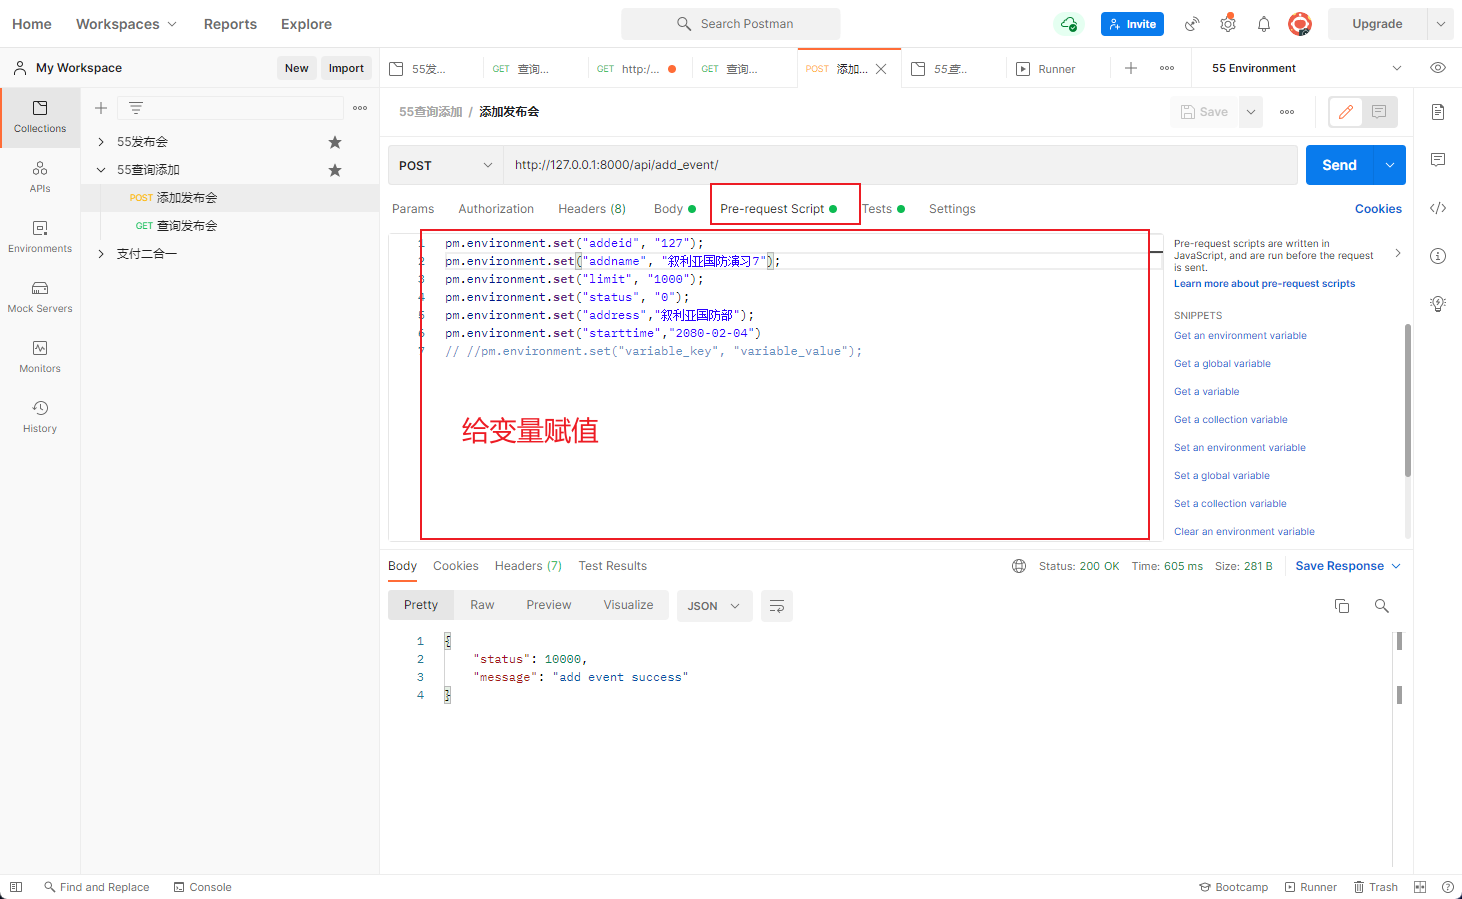 Home Workspaces Reports Explore Search Postman Invite Upgrade
My Workspace New Import
55发... GET 查询... GET http:/... GET 查询... POST 添加... 55查... Runner 55 Environment
Collections
APIs
Environments
Mock Servers
Monitors
History
55发布会
55查询添加
POST 添加发布会
GET 查询发布会
支付二合一
55查询添加 / 添加发布会 Save
POST http://127.0.0.1:8000/api/add_event/ Send
Params Authorization Headers (8) Body Pre-request Script Tests Settings Cookies
1 pm.environment.set("addeid", "127");
2 pm.environment.set("addname", "叙利亚国防演习7");
3 pm.environment.set("limit", "1000");
4 pm.environment.set("status", "0");
5 pm.environment.set("address","叙利亚国防部");
6 pm.environment.set("starttime","2080-02-04")
7 // //pm.environment.set("variable_key", "variable_value");
给变量赋值
Pre-request scripts are written in
JavaScript, and are run before the request
is sent.
Learn more about pre-request scripts
SNIPPETS
Get an environment variable
Get a global variable
Get a variable
Get a collection variable
Set an environment variable
Set a global variable
Set a collection variable
Clear an environment variable
Body Cookies Headers (7) Test Results Status: 200 OK Time: 605 ms Size: 281 B Save Response
Pretty Raw Preview Visualize JSON
1 {
2 "status": 10000,
3 "message": "add event success"
4 }
Find and Replace Console Bootcamp Runner Trash